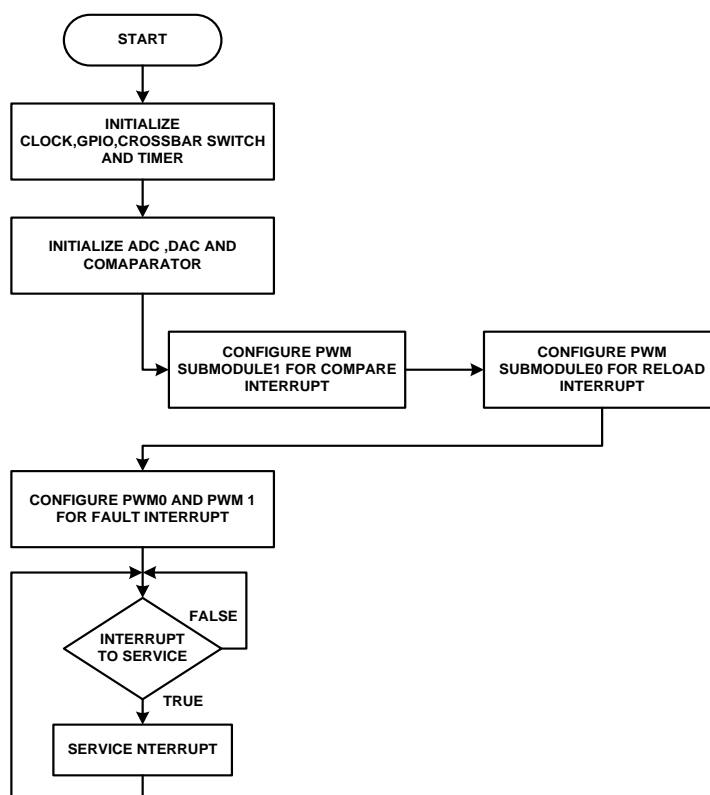 START
INITIALIZE
CLOCK,GPIO,CROSSBAR SWITCH
AND TIMER
INITIALIZE ADC ,DAC AND
COMAPARATOR
CONFIGURE PWM
SUBMODULE1 FOR COMPARE
INTERRUPT
CONFIGURE PWM
SUBMODULE0 FOR RELOAD
INTERRUPT
CONFIGURE PWM0 AND PWM 1
FOR FAULT INTERRUPT
FALSE
INTERRUPT
TO SERVICE
TRUE
SERVICE NTERRUPT